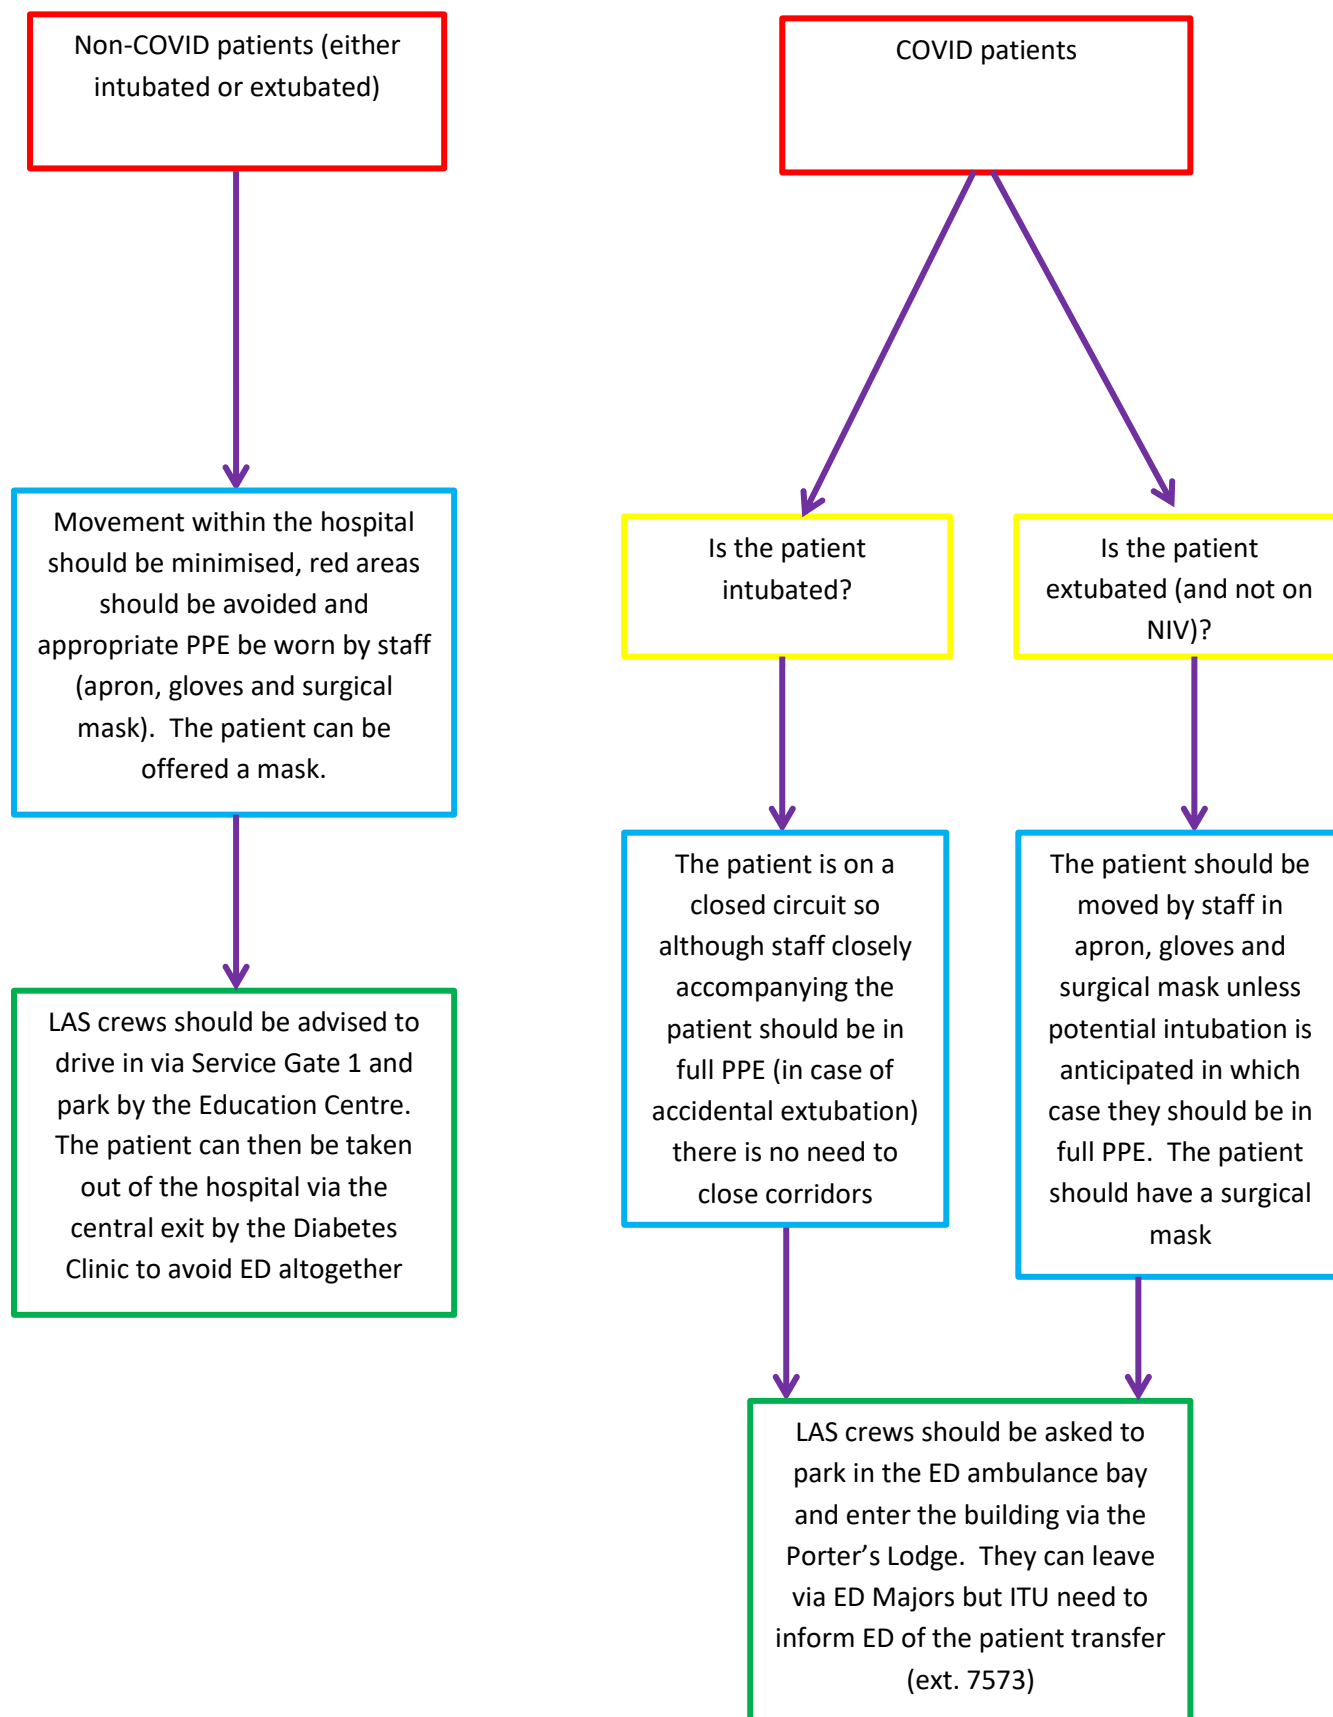 Non-COVID patients (either
intubated or extubated)
COVID patients
Movement within the hospital
should be minimised, red areas
should be avoided and
appropriate PPE be worn by staff
(apron, gloves and surgical
mask).  The patient can be
offered a mask.
Is the patient
intubated?
Is the patient
extubated (and not on
NIV)?
The patient is on a
closed circuit so
although staff closely
accompanying the
patient should be in
full PPE (in case of
accidental extubation)
there is no need to
close corridors
The patient should be
moved by staff in
apron, gloves and
surgical mask unless
potential intubation is
anticipated in which
case they should be in
full PPE.  The patient
should have a surgical
mask
LAS crews should be advised to
drive in via Service Gate 1 and
park by the Education Centre.
The patient can then be taken
out of the hospital via the
central exit by the Diabetes
Clinic to avoid ED altogether
LAS crews should be asked to
park in the ED ambulance bay
and enter the building via the
Porter’s Lodge.  They can leave
via ED Majors but ITU need to
inform ED of the patient transfer
(ext. 7573)